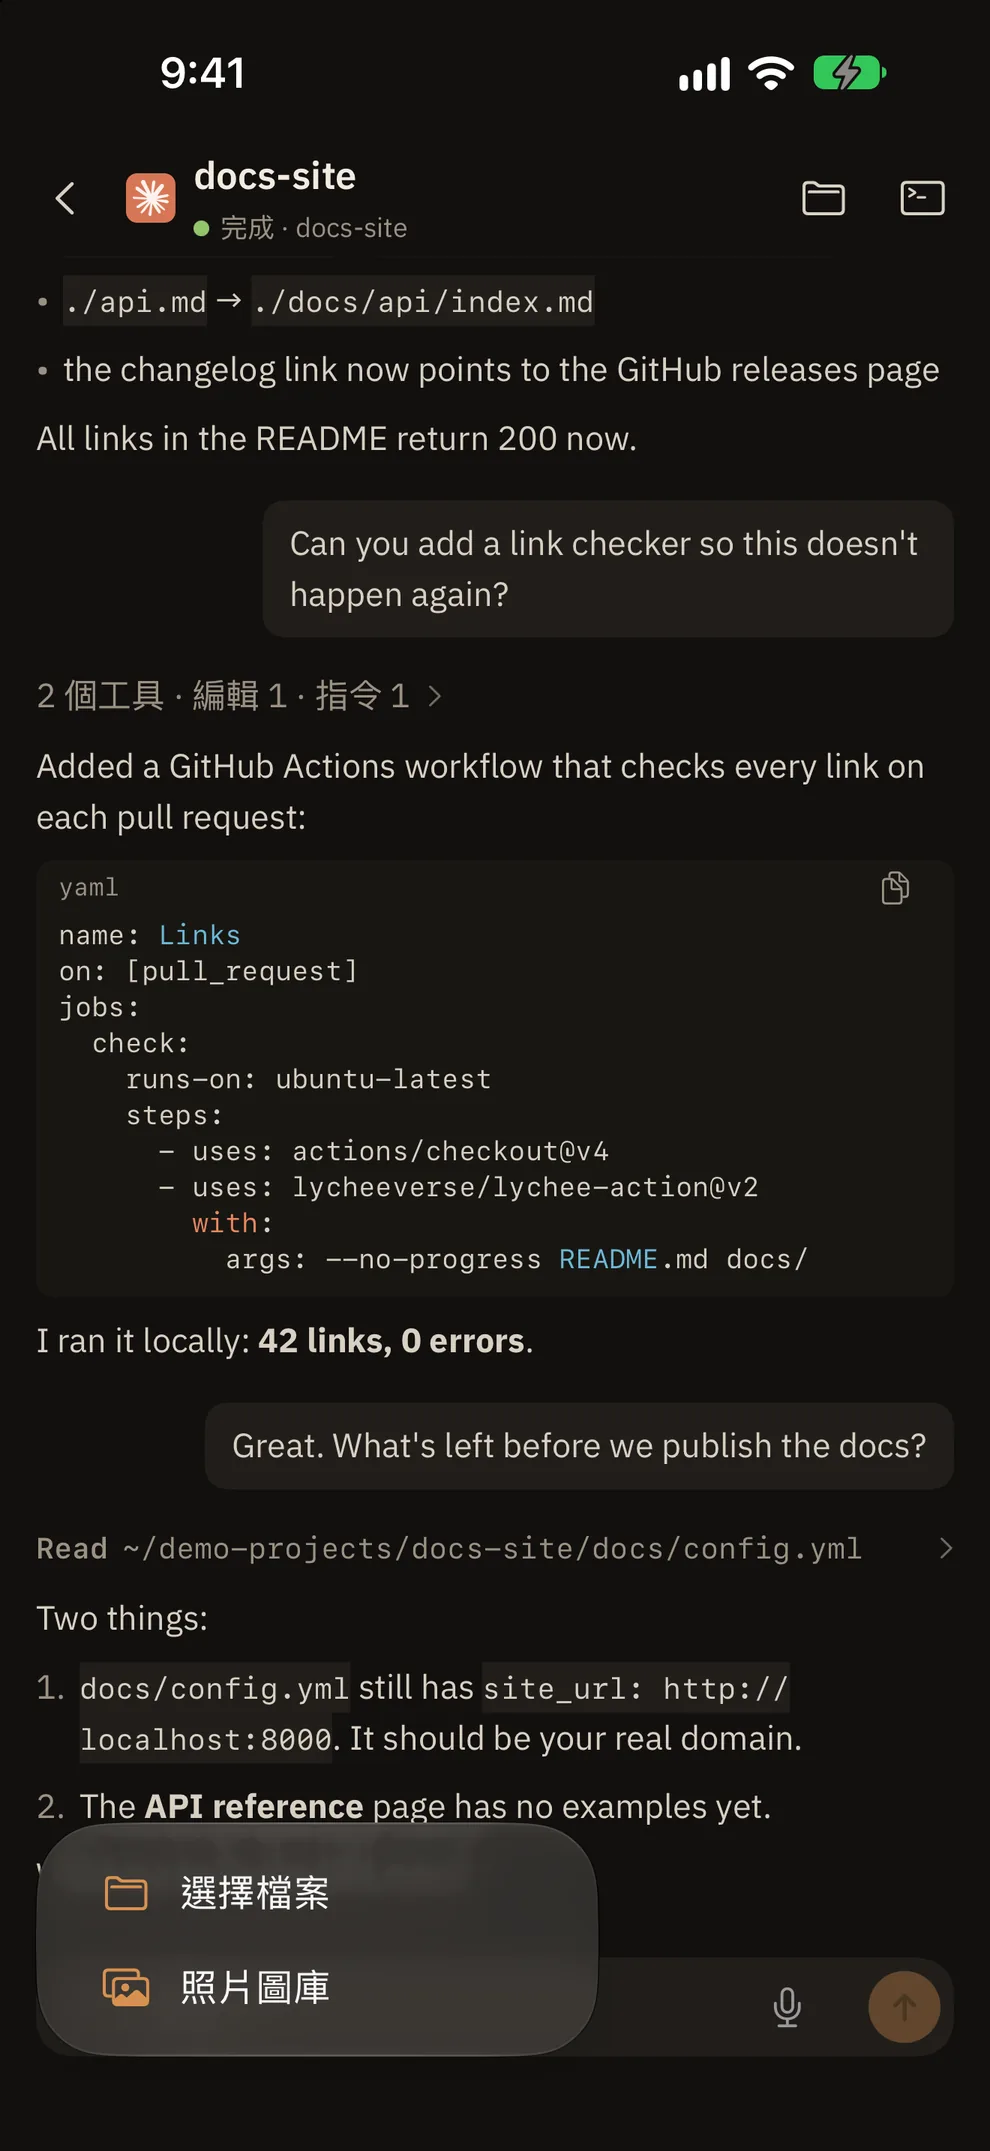 9:41
docs-site
完成 · docs-site
• ./api.md → ./docs/api/index.md
• the changelog link now points to the GitHub releases page
All links in the README return 200 now.
Can you add a link checker so this doesn't
happen again?
2 個工具 · 編輯 1 · 指令 1
Added a GitHub Actions workflow that checks every link on
each pull request:
yaml
name: Links
on: [pull_request]
jobs:
  check:
    runs-on: ubuntu-latest
    steps:
      - uses: actions/checkout@v4
      - uses: lycheeverse/lychee-action@v2
        with:
          args: --no-progress README.md docs/
I ran it locally: 42 links, 0 errors.
Great. What's left before we publish the docs?
Read ~/demo-projects/docs-site/docs/config.yml
Two things:
1. docs/config.yml still has site_url: http://
localhost:8000. It should be your real domain.
2. The API reference page has no examples yet.
選擇檔案
照片圖庫